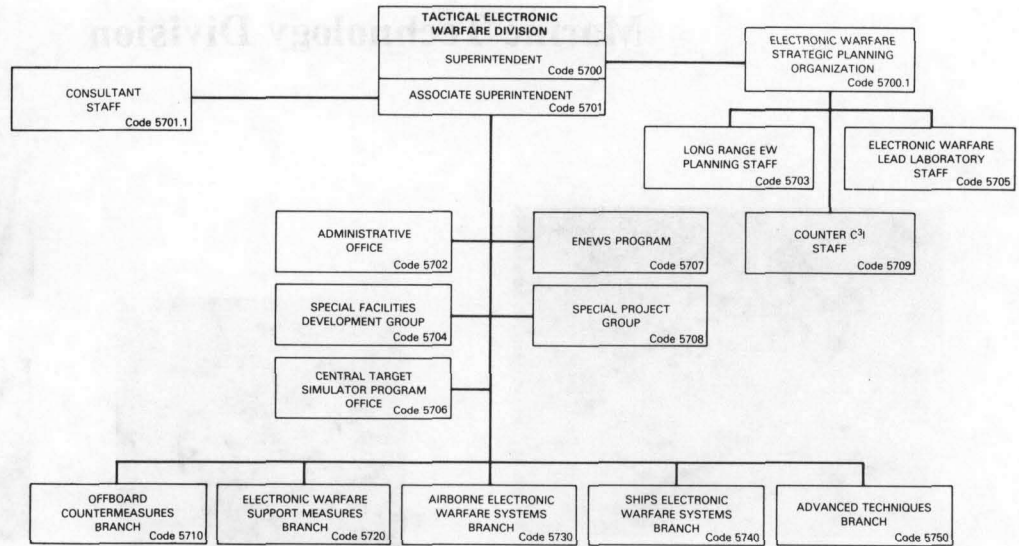 TACTICAL ELECTRONIC
WARFARE DIVISION
SUPERINTENDENT
Code 5700
ASSOCIATE SUPERINTENDENT
Code 5701
CONSULTANT
STAFF
Code 5701.1
ELECTRONIC WARFARE
STRATEGIC PLANNING
ORGANIZATION
Code 5700.1
LONG RANGE EW
PLANNING STAFF
Code 5703
ELECTRONIC WARFARE
LEAD LABORATORY
STAFF
Code 5705
COUNTER C³I
STAFF
Code 5709
ADMINISTRATIVE
OFFICE
Code 5702
ENEWS PROGRAM
Code 5707
SPECIAL FACILITIES
DEVELOPMENT GROUP
Code 5704
SPECIAL PROJECT
GROUP
Code 5708
CENTRAL TARGET
SIMULATOR PROGRAM
OFFICE
Code 5706
OFFBOARD
COUNTERMEASURES
BRANCH
Code 5710
ELECTRONIC WARFARE
SUPPORT MEASURES
BRANCH
Code 5720
AIRBORNE ELECTRONIC
WARFARE SYSTEMS
BRANCH
Code 5730
SHIPS ELECTRONIC
WARFARE SYSTEMS
BRANCH
Code 5740
ADVANCED TECHNIQUES
BRANCH
Code 5750
Technology Division